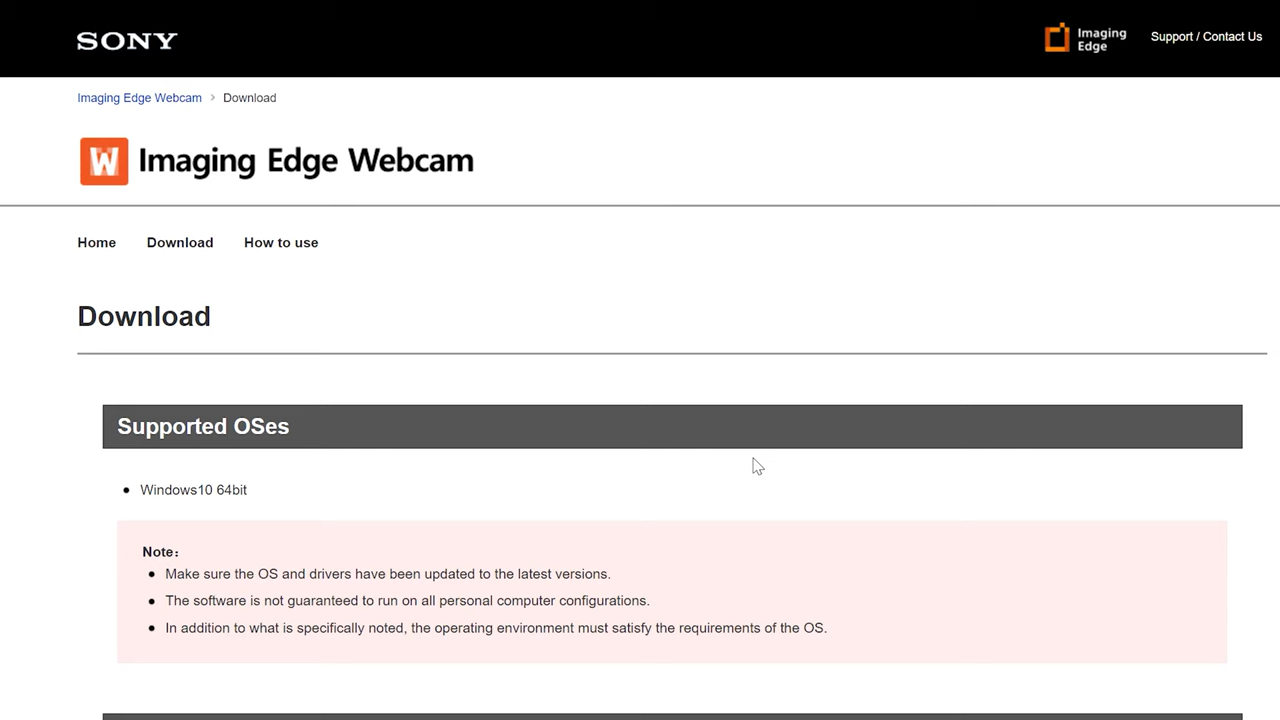 SONY
Imaging Edge
Support / Contact Us
Imaging Edge Webcam > Download
W Imaging Edge Webcam
Home Download How to use
Download
Supported OSes
• Windows10 64bit
Note:
• Make sure the OS and drivers have been updated to the latest versions.
• The software is not guaranteed to run on all personal computer configurations.
• In addition to what is specifically noted, the operating environment must satisfy the requirements of the OS.